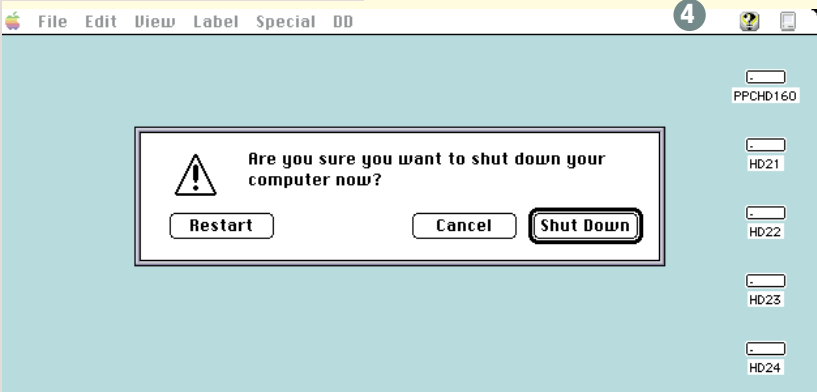 4
File Edit View Label Special DD
?
PPCHD160
Are you sure you want to shut down your
computer now?
HD21
Restart Cancel Shut Down
HD22
HD23
HD24